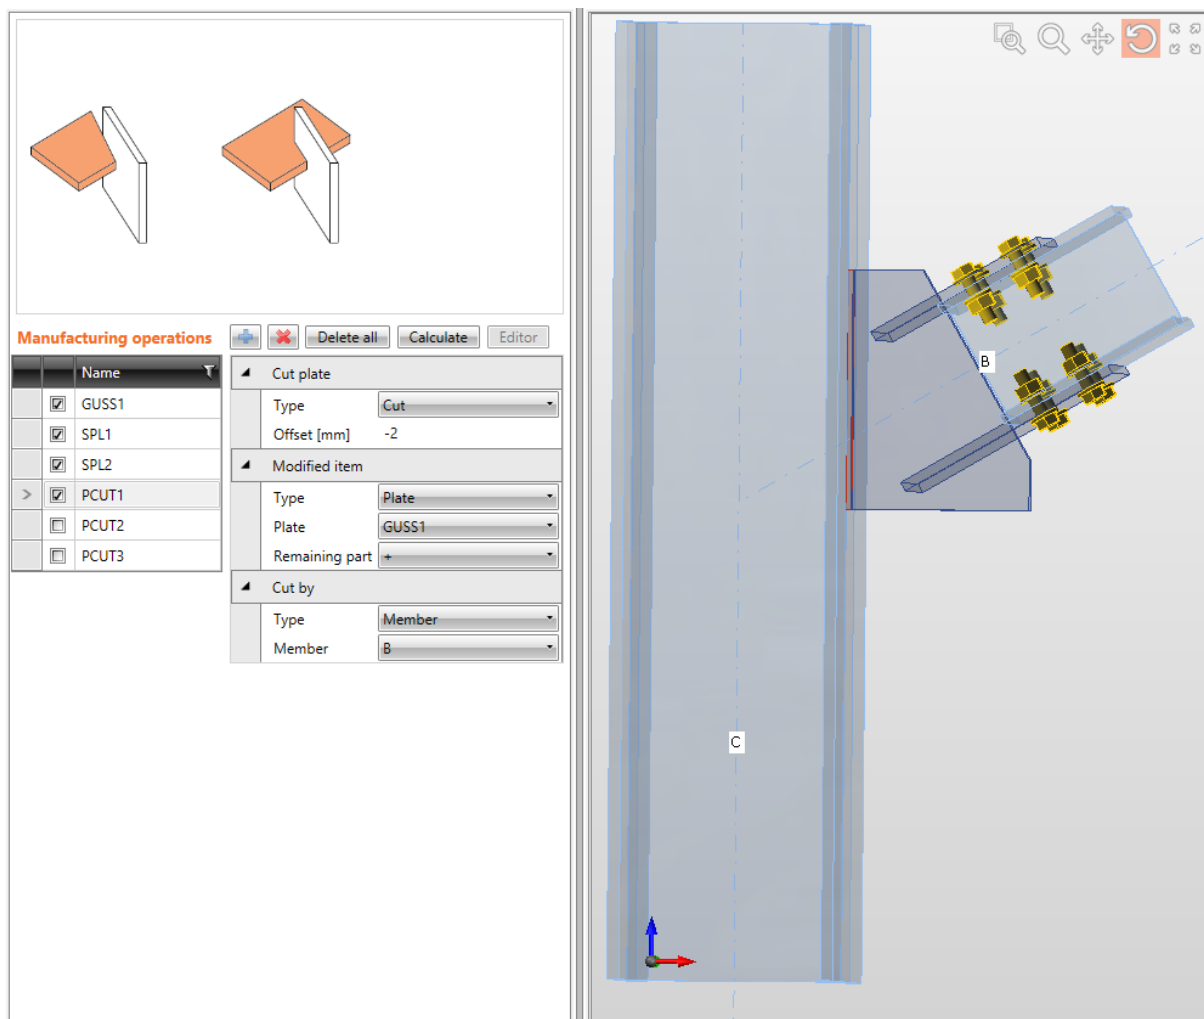 Manufacturing operations
Delete all
Calculate
Editor
Name
GUSS1
SPL1
SPL2
PCUT1
PCUT2
PCUT3
Cut plate
Type Cut
Offset [mm] -2
Modified item
Type Plate
Plate GUSS1
Remaining part +
Cut by
Type Member
Member B
B
C